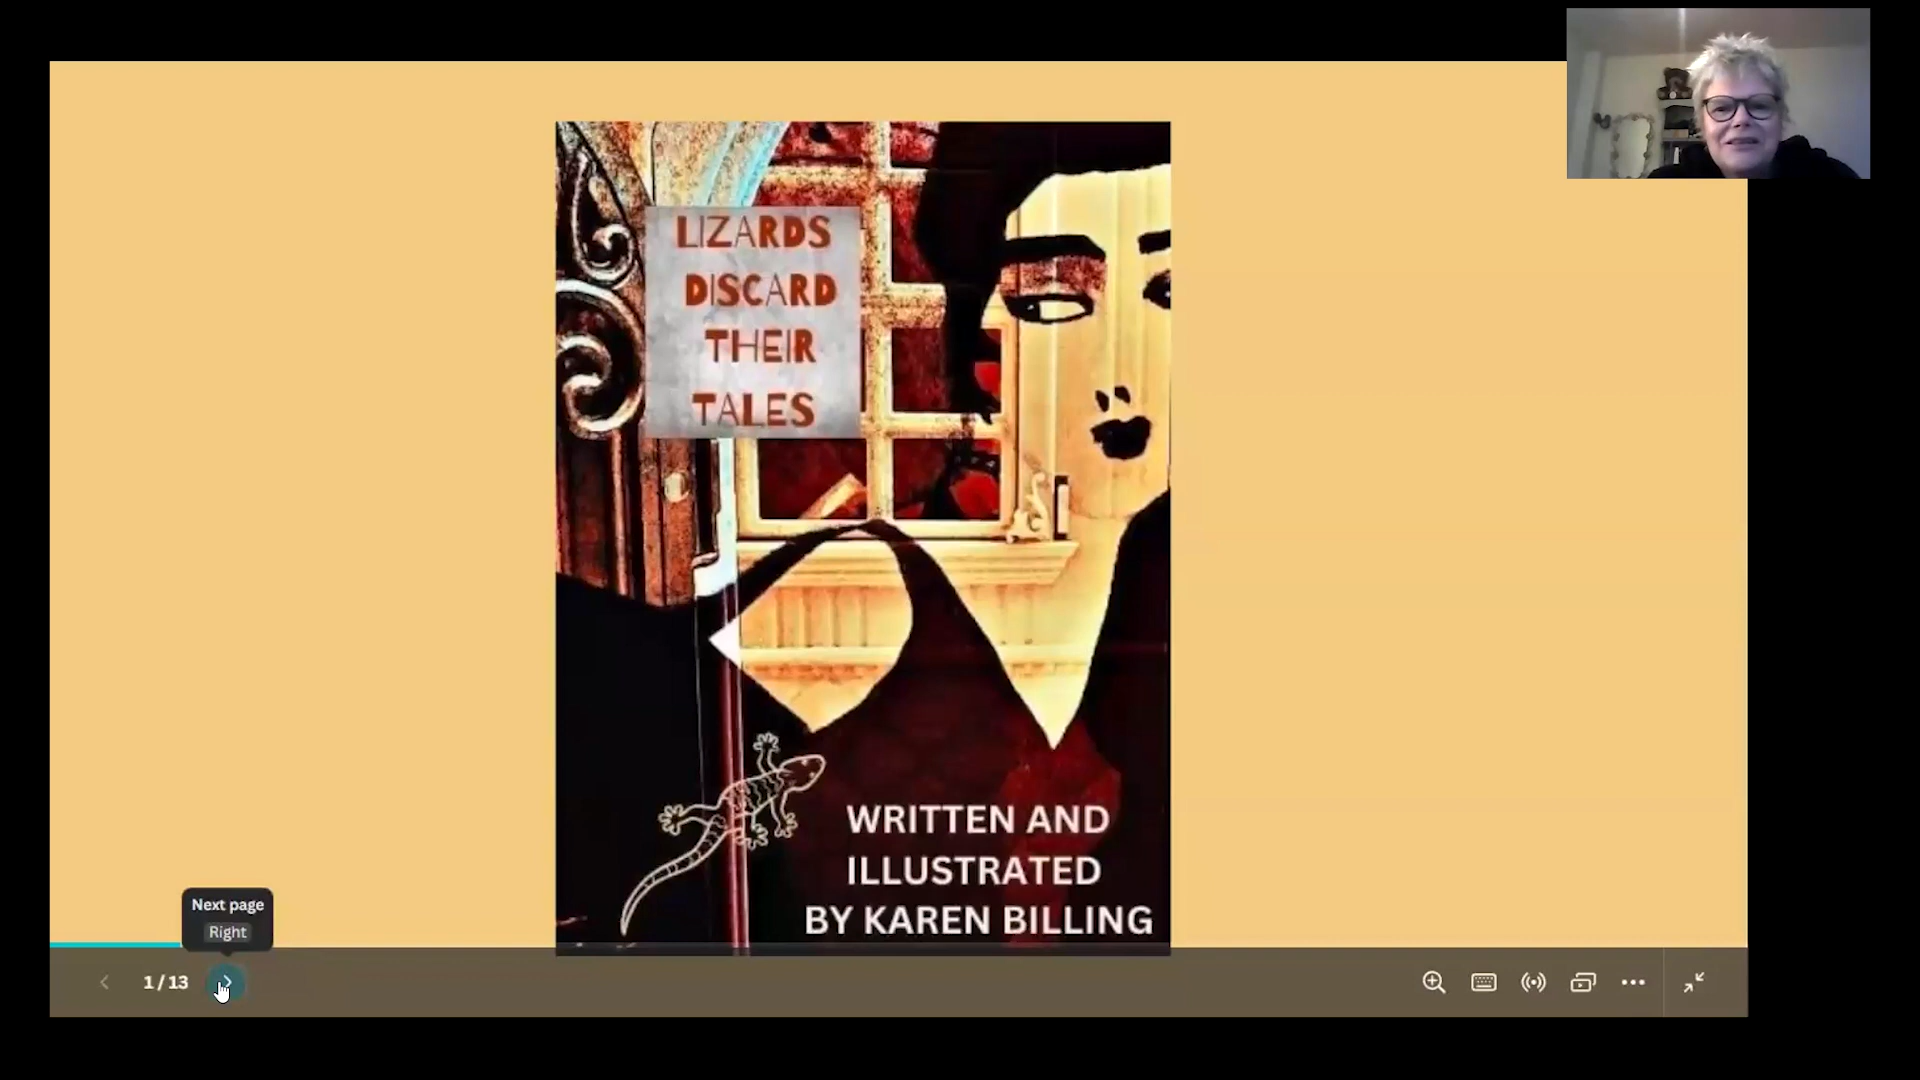 LIZARDS
DISCARD
THEIR
TALES
WRITTEN AND
ILLUSTRATED
BY KAREN BILLING
Next page
Right
1 / 13